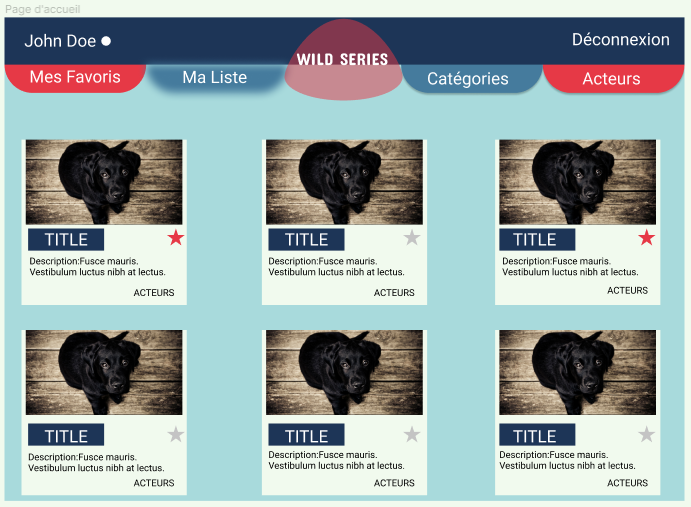 Page d'accueil
John Doe
WILD SERIES
Déconnexion
Mes Favoris
Ma Liste
Catégories
Acteurs
TITLE
Description:Fusce mauris.
Vestibulum luctus nibh at lectus.
ACTEURS
TITLE
Description:Fusce mauris.
Vestibulum luctus nibh at lectus.
ACTEURS
TITLE
Description:Fusce mauris.
Vestibulum luctus nibh at lectus.
ACTEURS
TITLE
Description:Fusce mauris.
Vestibulum luctus nibh at lectus.
ACTEURS
TITLE
Description:Fusce mauris.
Vestibulum luctus nibh at lectus.
ACTEURS
TITLE
Description:Fusce mauris.
Vestibulum luctus nibh at lectus.
ACTEURS